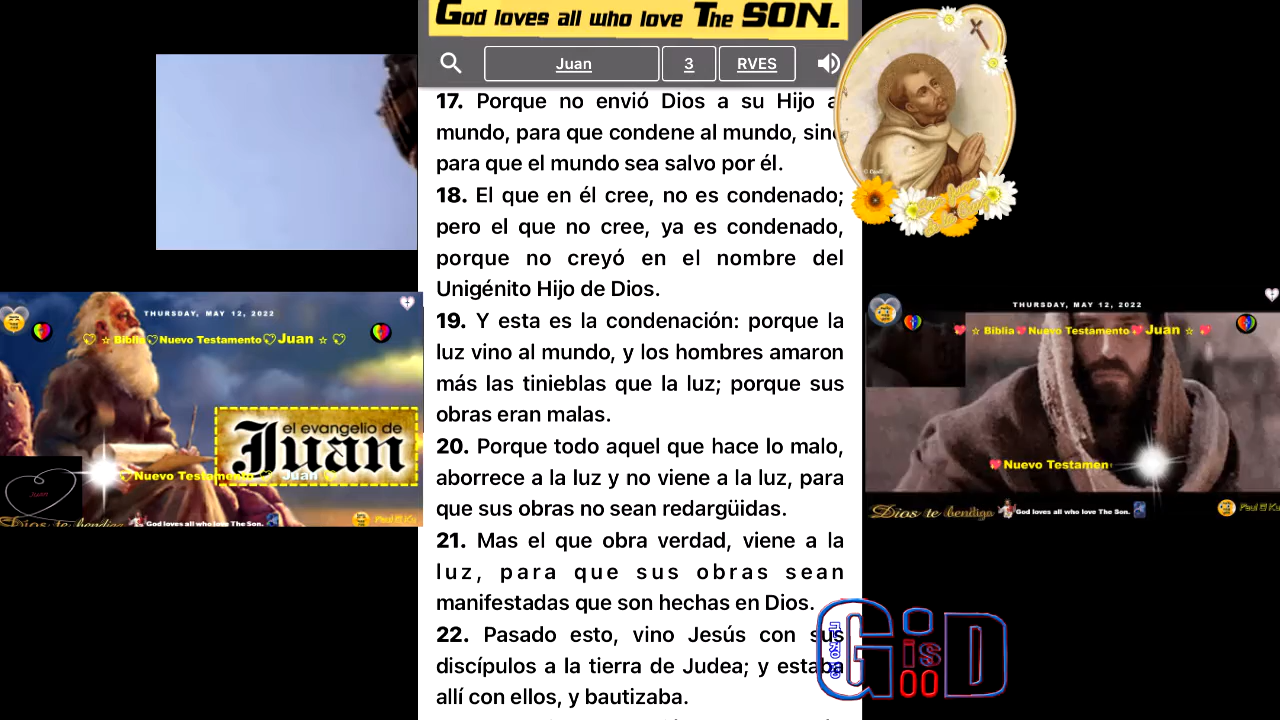 God loves all who love The SON.
Juan 3 RVES
17. Porque no envió Dios a su Hijo a
mundo, para que condene al mundo, sino
para que el mundo sea salvo por él.
18. El que en él cree, no es condenado;
pero el que no cree, ya es condenado,
porque no creyó en el nombre del
Unigénito Hijo de Dios.
19. Y esta es la condenación: porque la
luz vino al mundo, y los hombres amaron
más las tinieblas que la luz; porque sus
obras eran malas.
20. Porque todo aquel que hace lo malo,
aborrece a la luz y no viene a la luz, para
que sus obras no sean redargüidas.
21. Mas el que obra verdad, viene a la
luz, para que sus obras sean
manifestadas que son hechas en Dios.
22. Pasado esto, vino Jesús con sus
discípulos a la tierra de Judea; y estaba
allí con ellos, y bautizaba.
THURSDAY, MAY 12, 2022
☆ Biblia Nuevo Testamento Juan ☆
el evangelio de
Juan
Nuevo Testamento Juan
Juan
Dios te bendiga
God loves all who love The Son.
THURSDAY, MAY 12, 2022
☆ Biblia Nuevo Testamento Juan ☆
Nuevo Testamen
Dios te bendiga
God loves all who love The Son.
GisD